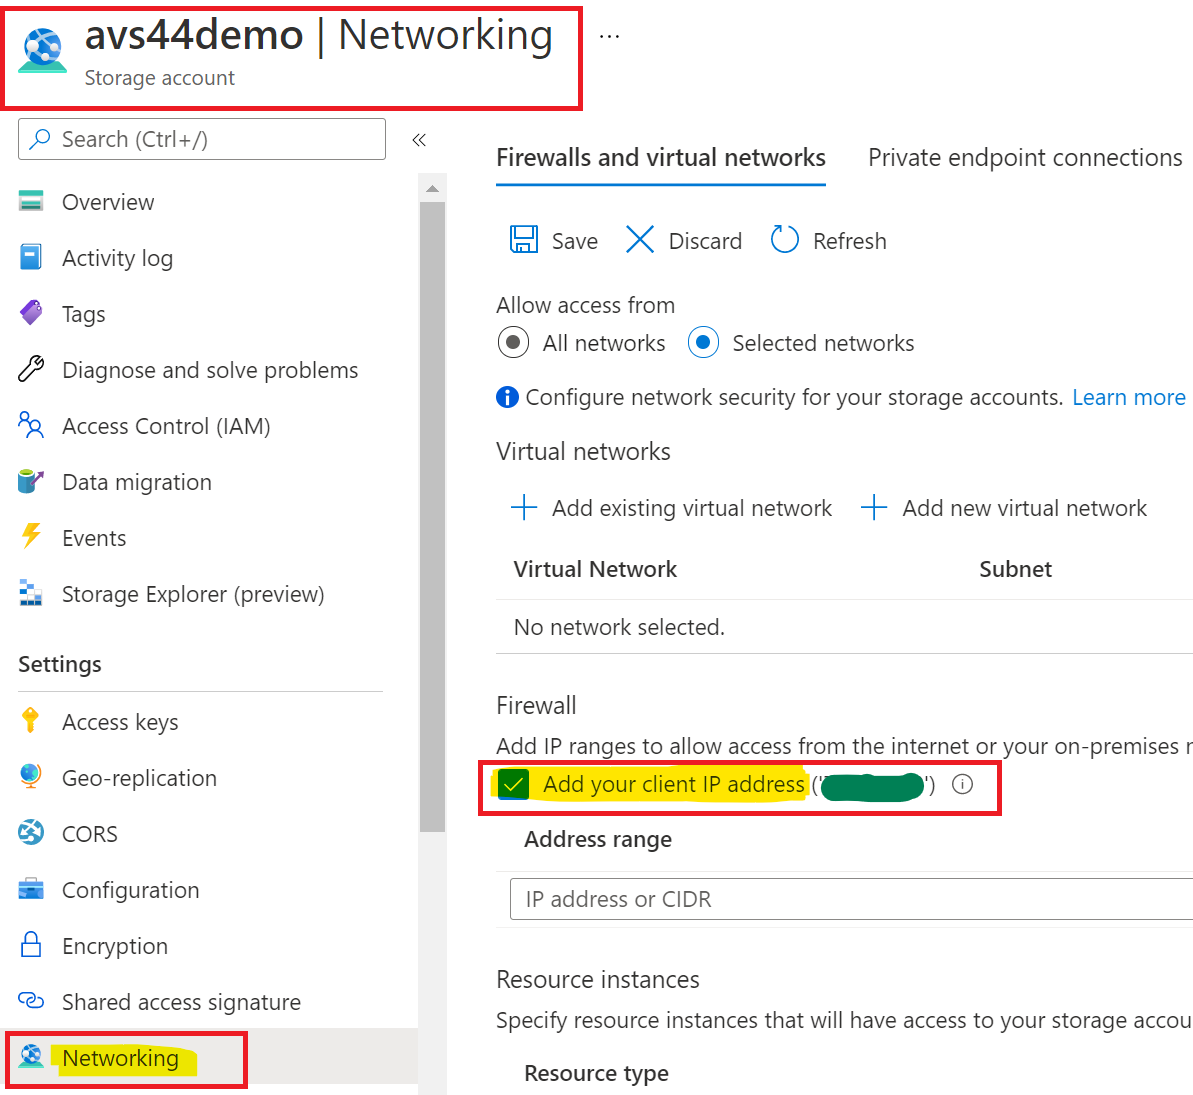 avs44demo | Networking ...
Storage account
Search (Ctrl+/)
«
Overview
Activity log
Tags
Diagnose and solve problems
Access Control (IAM)
Data migration
Events
Storage Explorer (preview)
Settings
Access keys
Geo-replication
CORS
Configuration
Encryption
Shared access signature
Networking
Firewalls and virtual networks Private endpoint connections
Save Discard Refresh
Allow access from
All networks Selected networks
Configure network security for your storage accounts. Learn more
Virtual networks
Add existing virtual network Add new virtual network
Virtual Network Subnet
No network selected.
Firewall
Add IP ranges to allow access from the internet or your on-premises
Add your client IP address (' ')
Address range
IP address or CIDR
Resource instances
Specify resource instances that will have access to your storage accou
Resource type